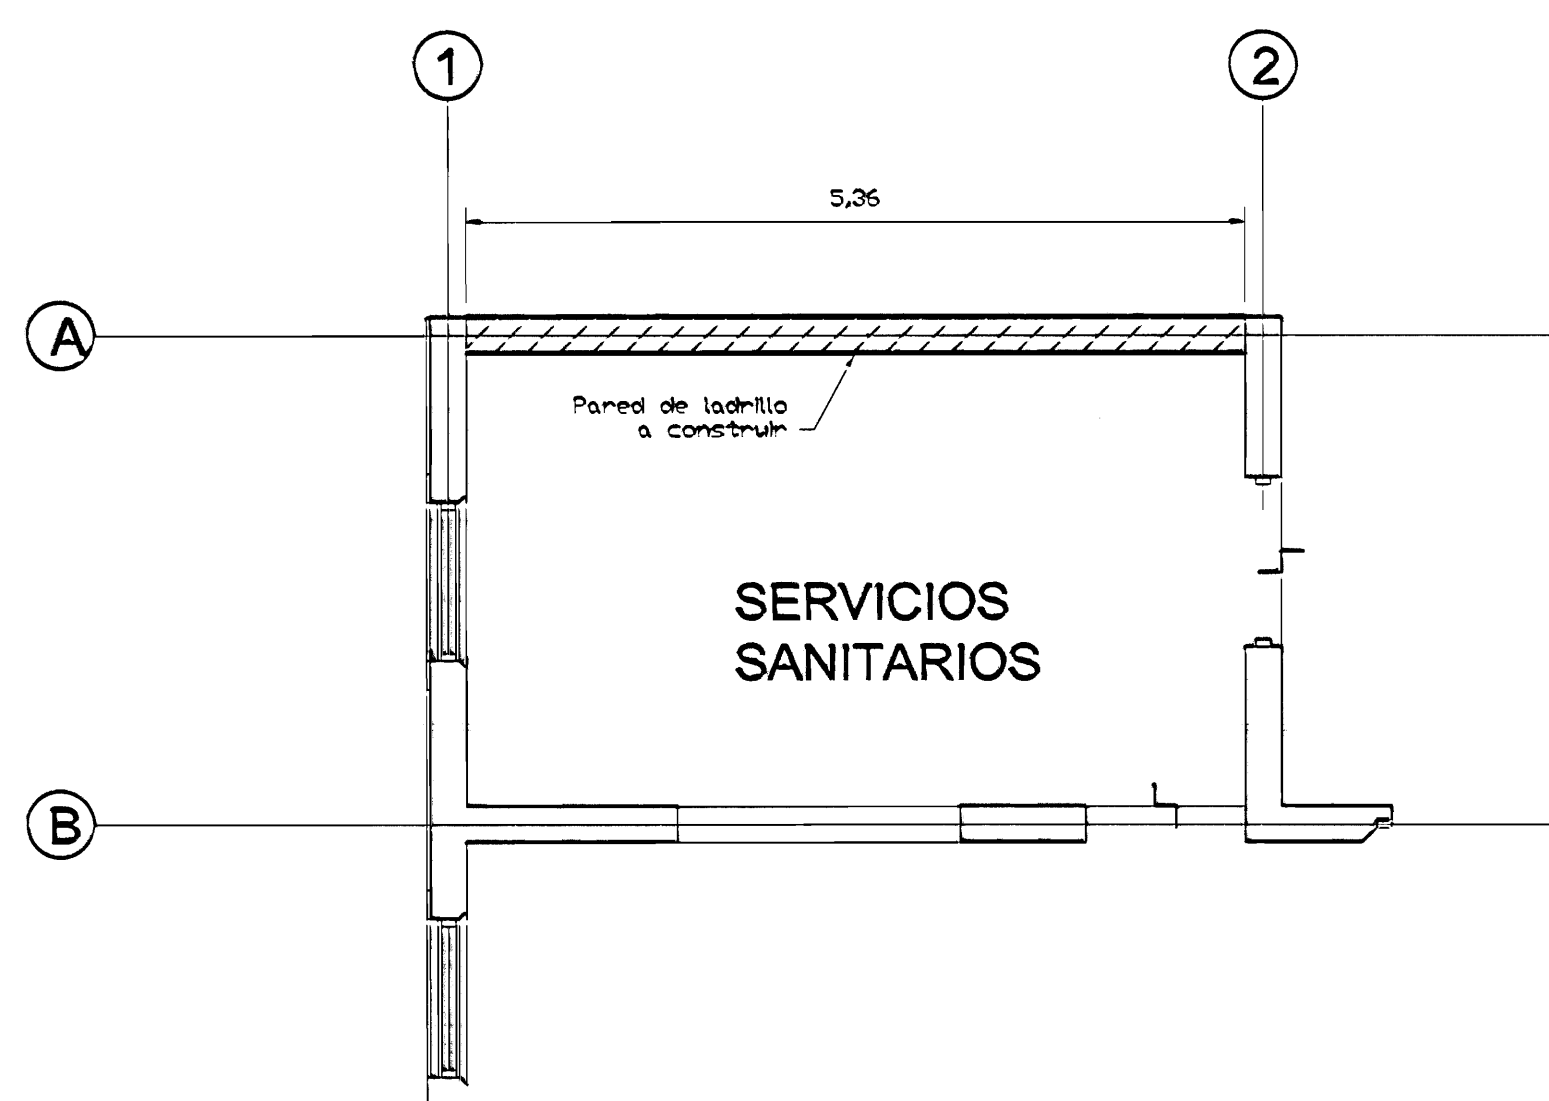 1
2
5,36
A
Pared de ladrillo
a construir
SERVICIOS
SANITARIOS
B